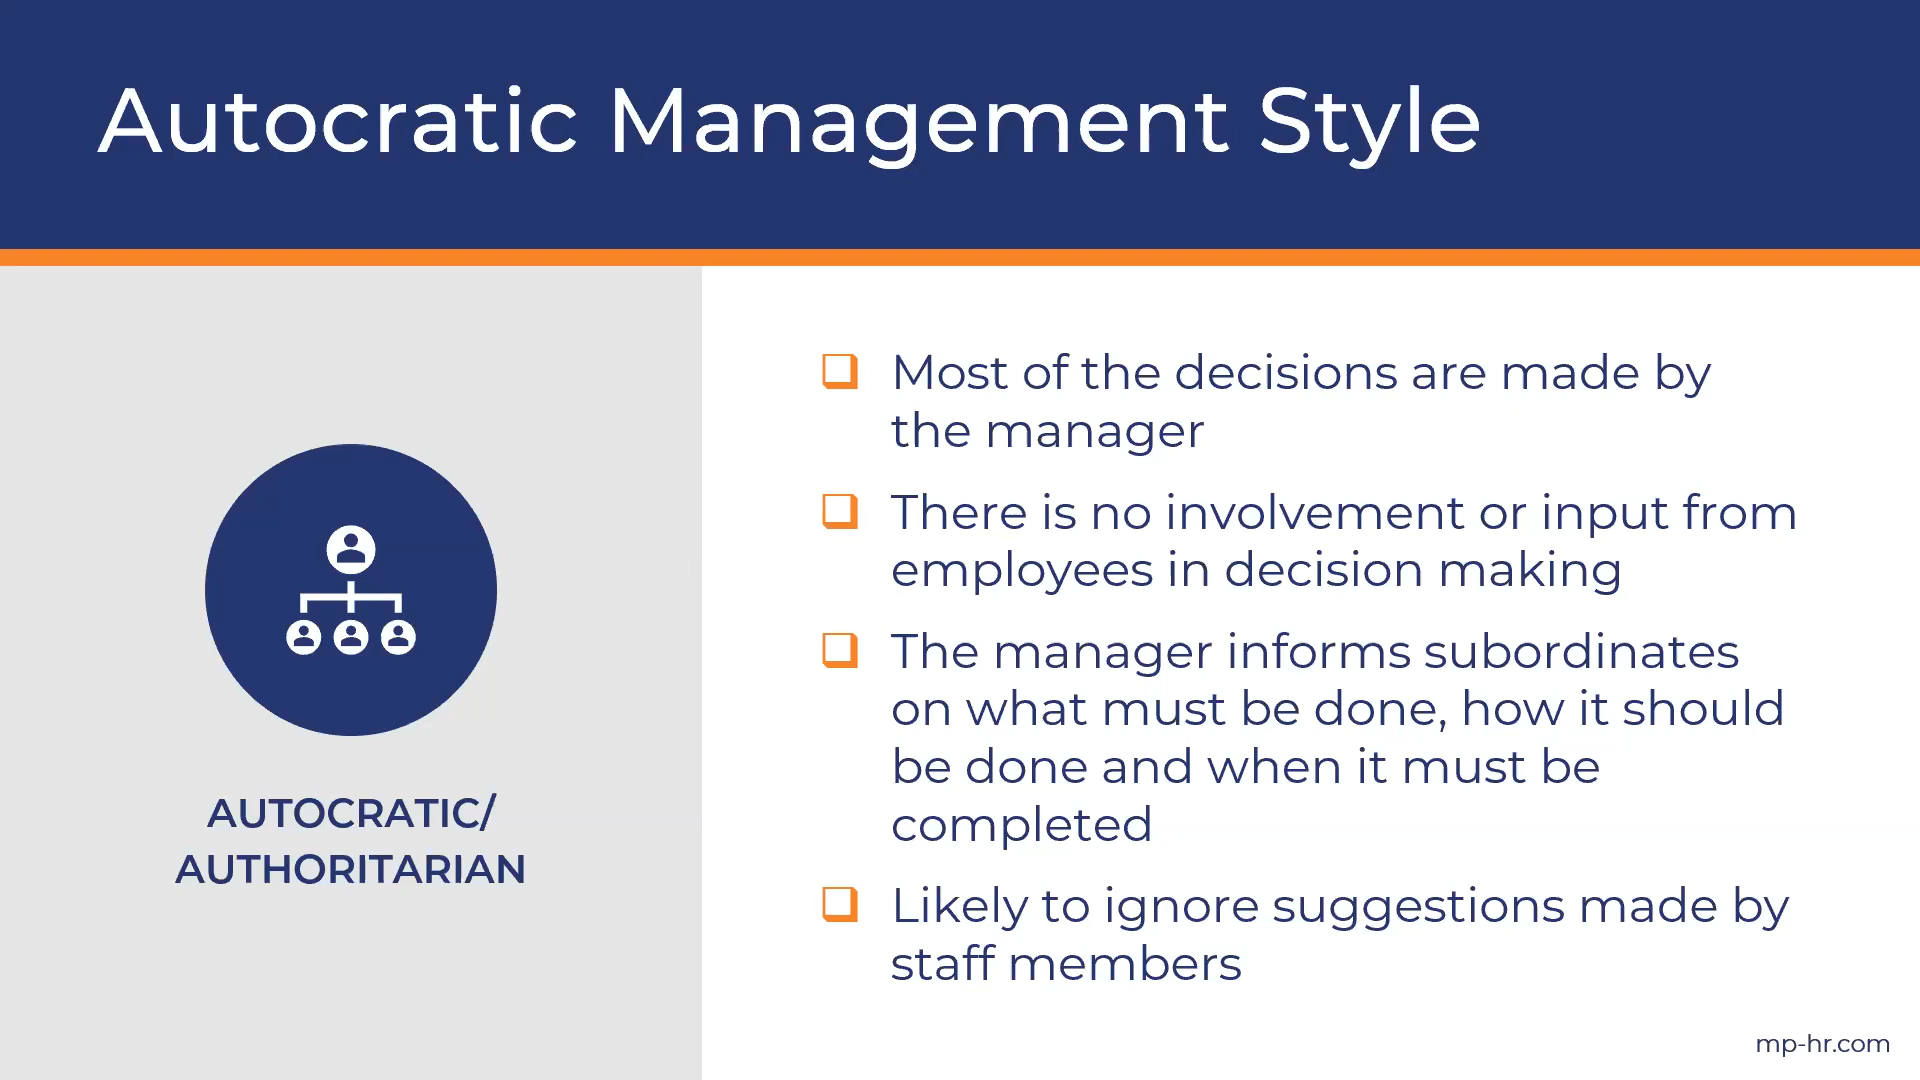 Autocratic Management Style
AUTOCRATIC/
AUTHORITARIAN
Most of the decisions are made by
the manager
There is no involvement or input from
employees in decision making
The manager informs subordinates
on what must be done, how it should
be done and when it must be
completed
Likely to ignore suggestions made by
staff members
mp-hr.com